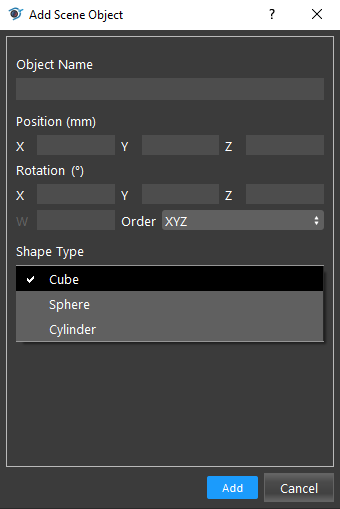 Add Scene Object ?
Object Name
Position (mm)
X Y Z
Rotation (°)
X Y Z
W Order XYZ
Shape Type
Cube
Sphere
Cylinder
Add Cancel